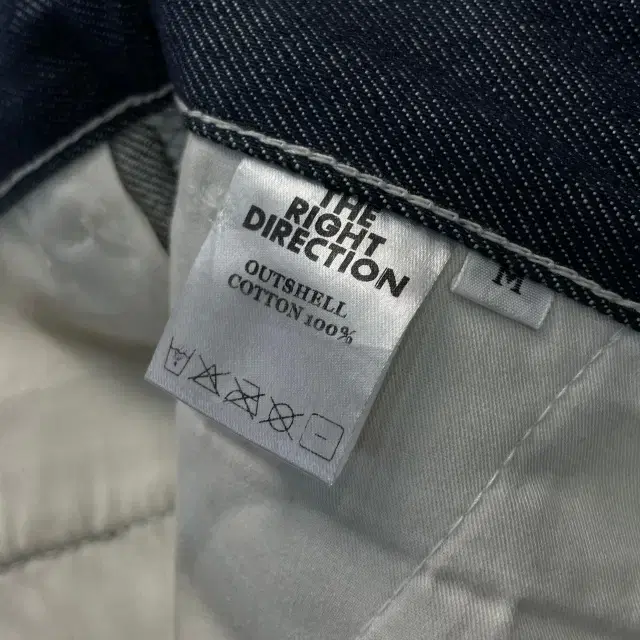 THE
RIGHT
DIRECTION
OUTSHELL
COTTON 100%
M